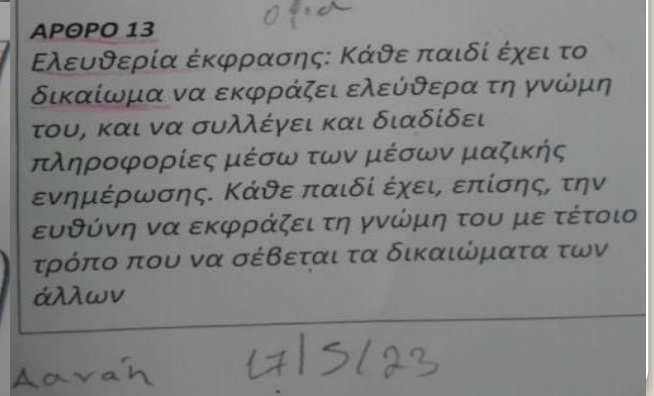 ΑΡΘΡΟ 13
Ελευθερία έκφρασης: Κάθε παιδί έχει το
δικαίωμα να εκφράζει ελεύθερα τη γνώμη
του, και να συλλέγει και διαδίδει
πληροφορίες μέσω των μέσων μαζικής
ενημέρωσης. Κάθε παιδί έχει, επίσης, την
ευθύνη να εκφράζει τη γνώμη του με τέτοιο
τρόπο που να σέβεται τα δικαιώματα των
άλλων
Δανάη 17/5/23